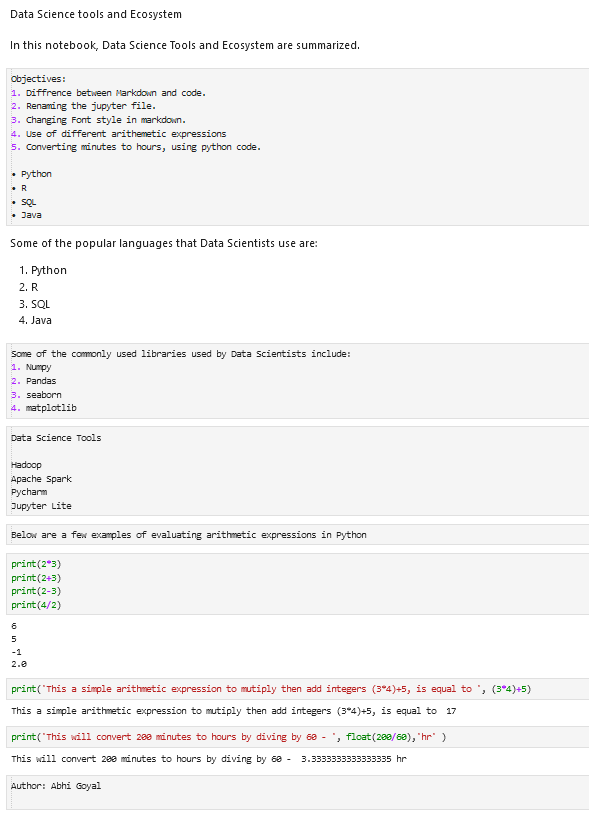 Data Science tools and Ecosystem
In this notebook, Data Science Tools and Ecosystem are summarized.
Objectives:
1. Diffrence between Markdown and code.
2. Renaming the jupyter file.
3. Changing Font style in markdown.
4. Use of different arithemetic expressions
5. Converting minutes to hours, using python code.
• Python
• R
• SQL
• Java
Some of the popular languages that Data Scientists use are:
1. Python
2. R
3. SQL
4. Java
Some of the commonly used libraries used by Data Scientists include:
1. Numpy
2. Pandas
3. seaborn
4. matplotlib
Data Science Tools
Hadoop
Apache Spark
Pycharm
Jupyter Lite
Below are a few examples of evaluating arithmetic expressions in Python
print(2*3)
print(2+3)
print(2-3)
print(4/2)
6
5
-1
2.0
print('This a simple arithmetic expression to mutiply then add integers (3*4)+5, is equal to ', (3*4)+5)
This a simple arithmetic expression to mutiply then add integers (3*4)+5, is equal to  17
print('This will convert 200 minutes to hours by diving by 60 - ', float(200/60),'hr' )
This will convert 200 minutes to hours by diving by 60 -  3.3333333333333335 hr
Author: Abhi Goyal